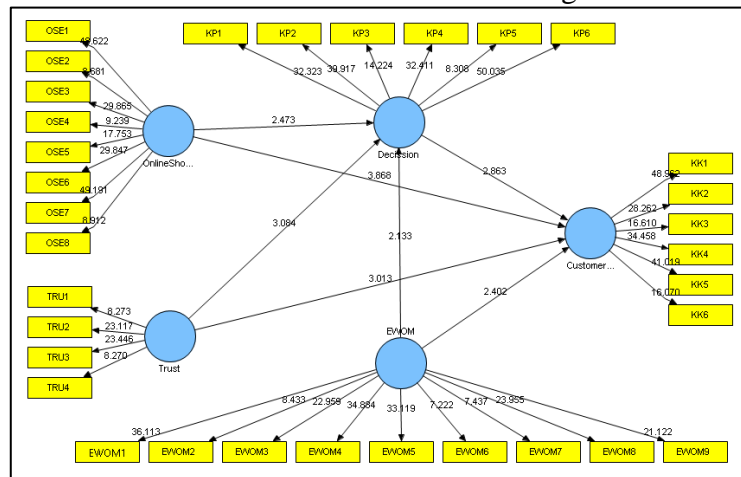 OSE1
OSE2
OSE3
OSE4
OSE5
OSE6
OSE7
OSE8
48.622
8.681
29.865
9.239
17.753
29.847
49.191
8.912
OnlineSho...
KP1
KP2
KP3
KP4
KP5
KP6
32.323
39.917
14.224
32.411
8.308
50.035
Decission
2.473
3.868
2.863
3.084
2.133
3.013
2.402
KK1
KK2
KK3
KK4
KK5
KK6
48.962
28.262
16.610
34.458
41.019
16.070
Customer...
TRU1
TRU2
TRU3
TRU4
8.273
23.117
23.446
8.270
Trust
EWOM
36.113
8.433
22.959
34.884
33.119
7.222
7.437
23.955
21.122
EWOM1
EWOM2
EWOM3
EWOM4
EWOM5
EWOM6
EWOM7
EWOM8
EWOM9